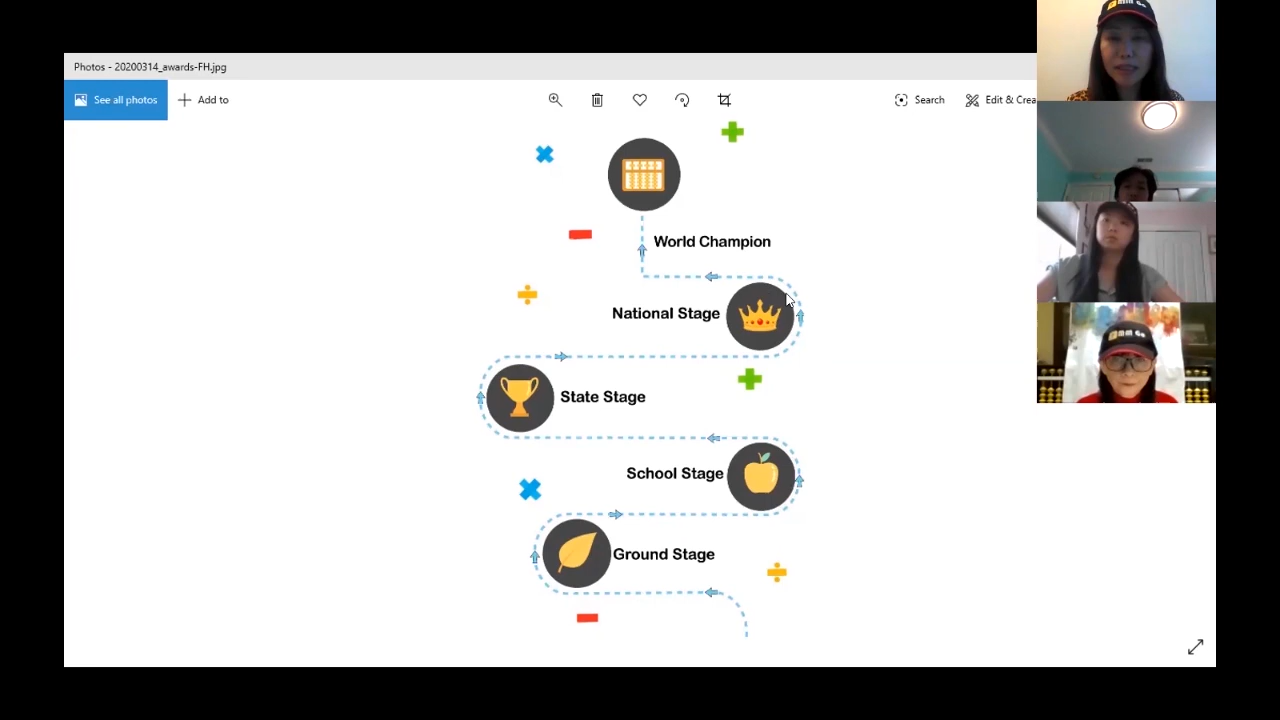 Photos - 20200314_awards-FH.jpg
See all photos
Add to
Search
Edit & Crea
World Champion
National Stage
State Stage
School Stage
Ground Stage